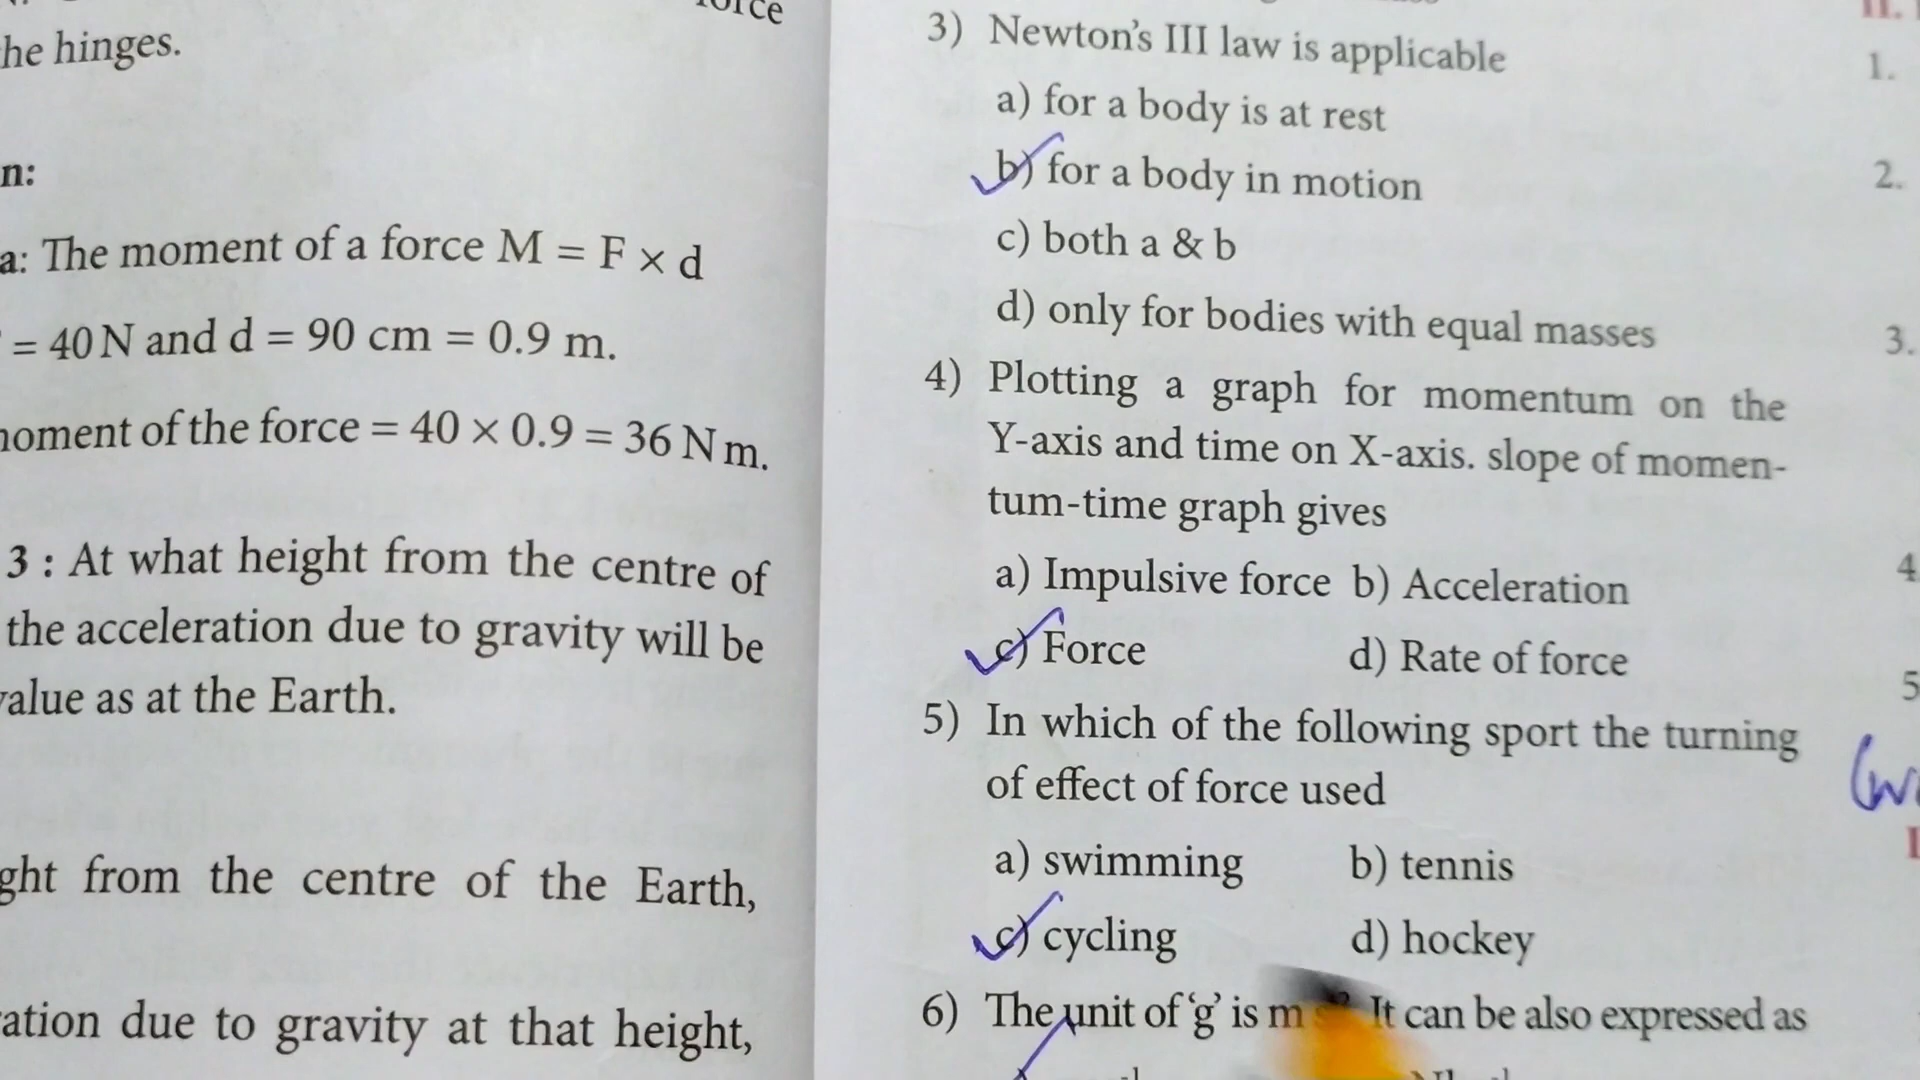 he hinges.
n:
a: The moment of a force M = F × d
= 40 N and d = 90 cm = 0.9 m.
moment of the force = 40 × 0.9 = 36 N m.
3 : At what height from the centre of
the acceleration due to gravity will be
value as at the Earth.
ght from the centre of the Earth,
ation due to gravity at that height,
3) Newton's III law is applicable
a) for a body is at rest
b) for a body in motion
c) both a & b
d) only for bodies with equal masses
4) Plotting a graph for momentum on the
Y-axis and time on X-axis. slope of momen-
tum-time graph gives
a) Impulsive force b) Acceleration
c) Force d) Rate of force
5) In which of the following sport the turning
of effect of force used
a) swimming b) tennis
c) cycling d) hockey
6) The unit of ‘g’ is m It can be also expressed as
II.
1.
2.
3.
4
5